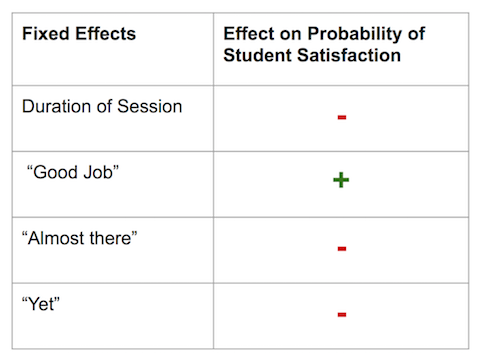 Fixed Effects
Effect on Probability of
Student Satisfaction
Duration of Session
-
“Good Job”
+
“Almost there”
-
“Yet”
-